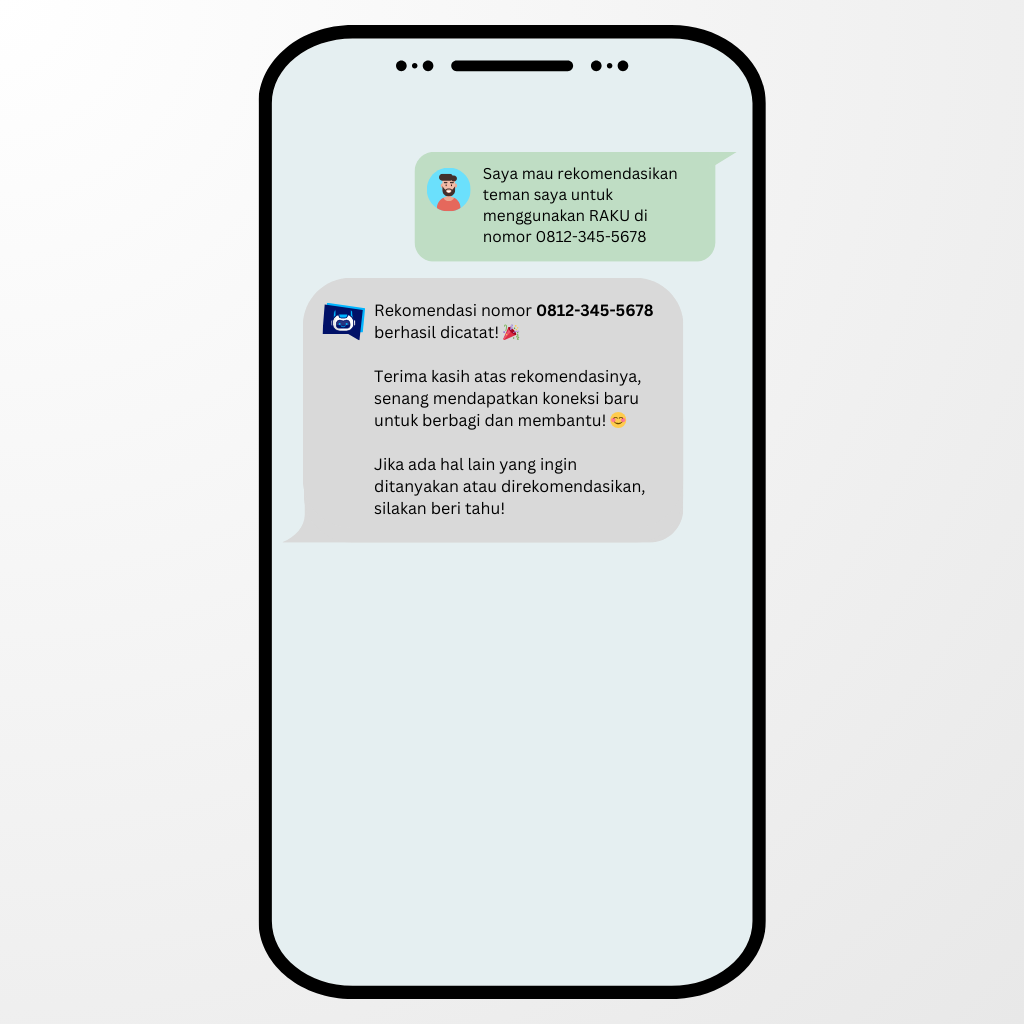 Saya mau rekomendasikan
teman saya untuk
menggunakan RAKU di
nomor 0812-345-5678
Rekomendasi nomor 0812-345-5678
berhasil dicatat! 🎉
Terima kasih atas rekomendasinya,
senang mendapatkan koneksi baru
untuk berbagi dan membantu! 😊
Jika ada hal lain yang ingin
ditanyakan atau direkomendasikan,
silakan beri tahu!